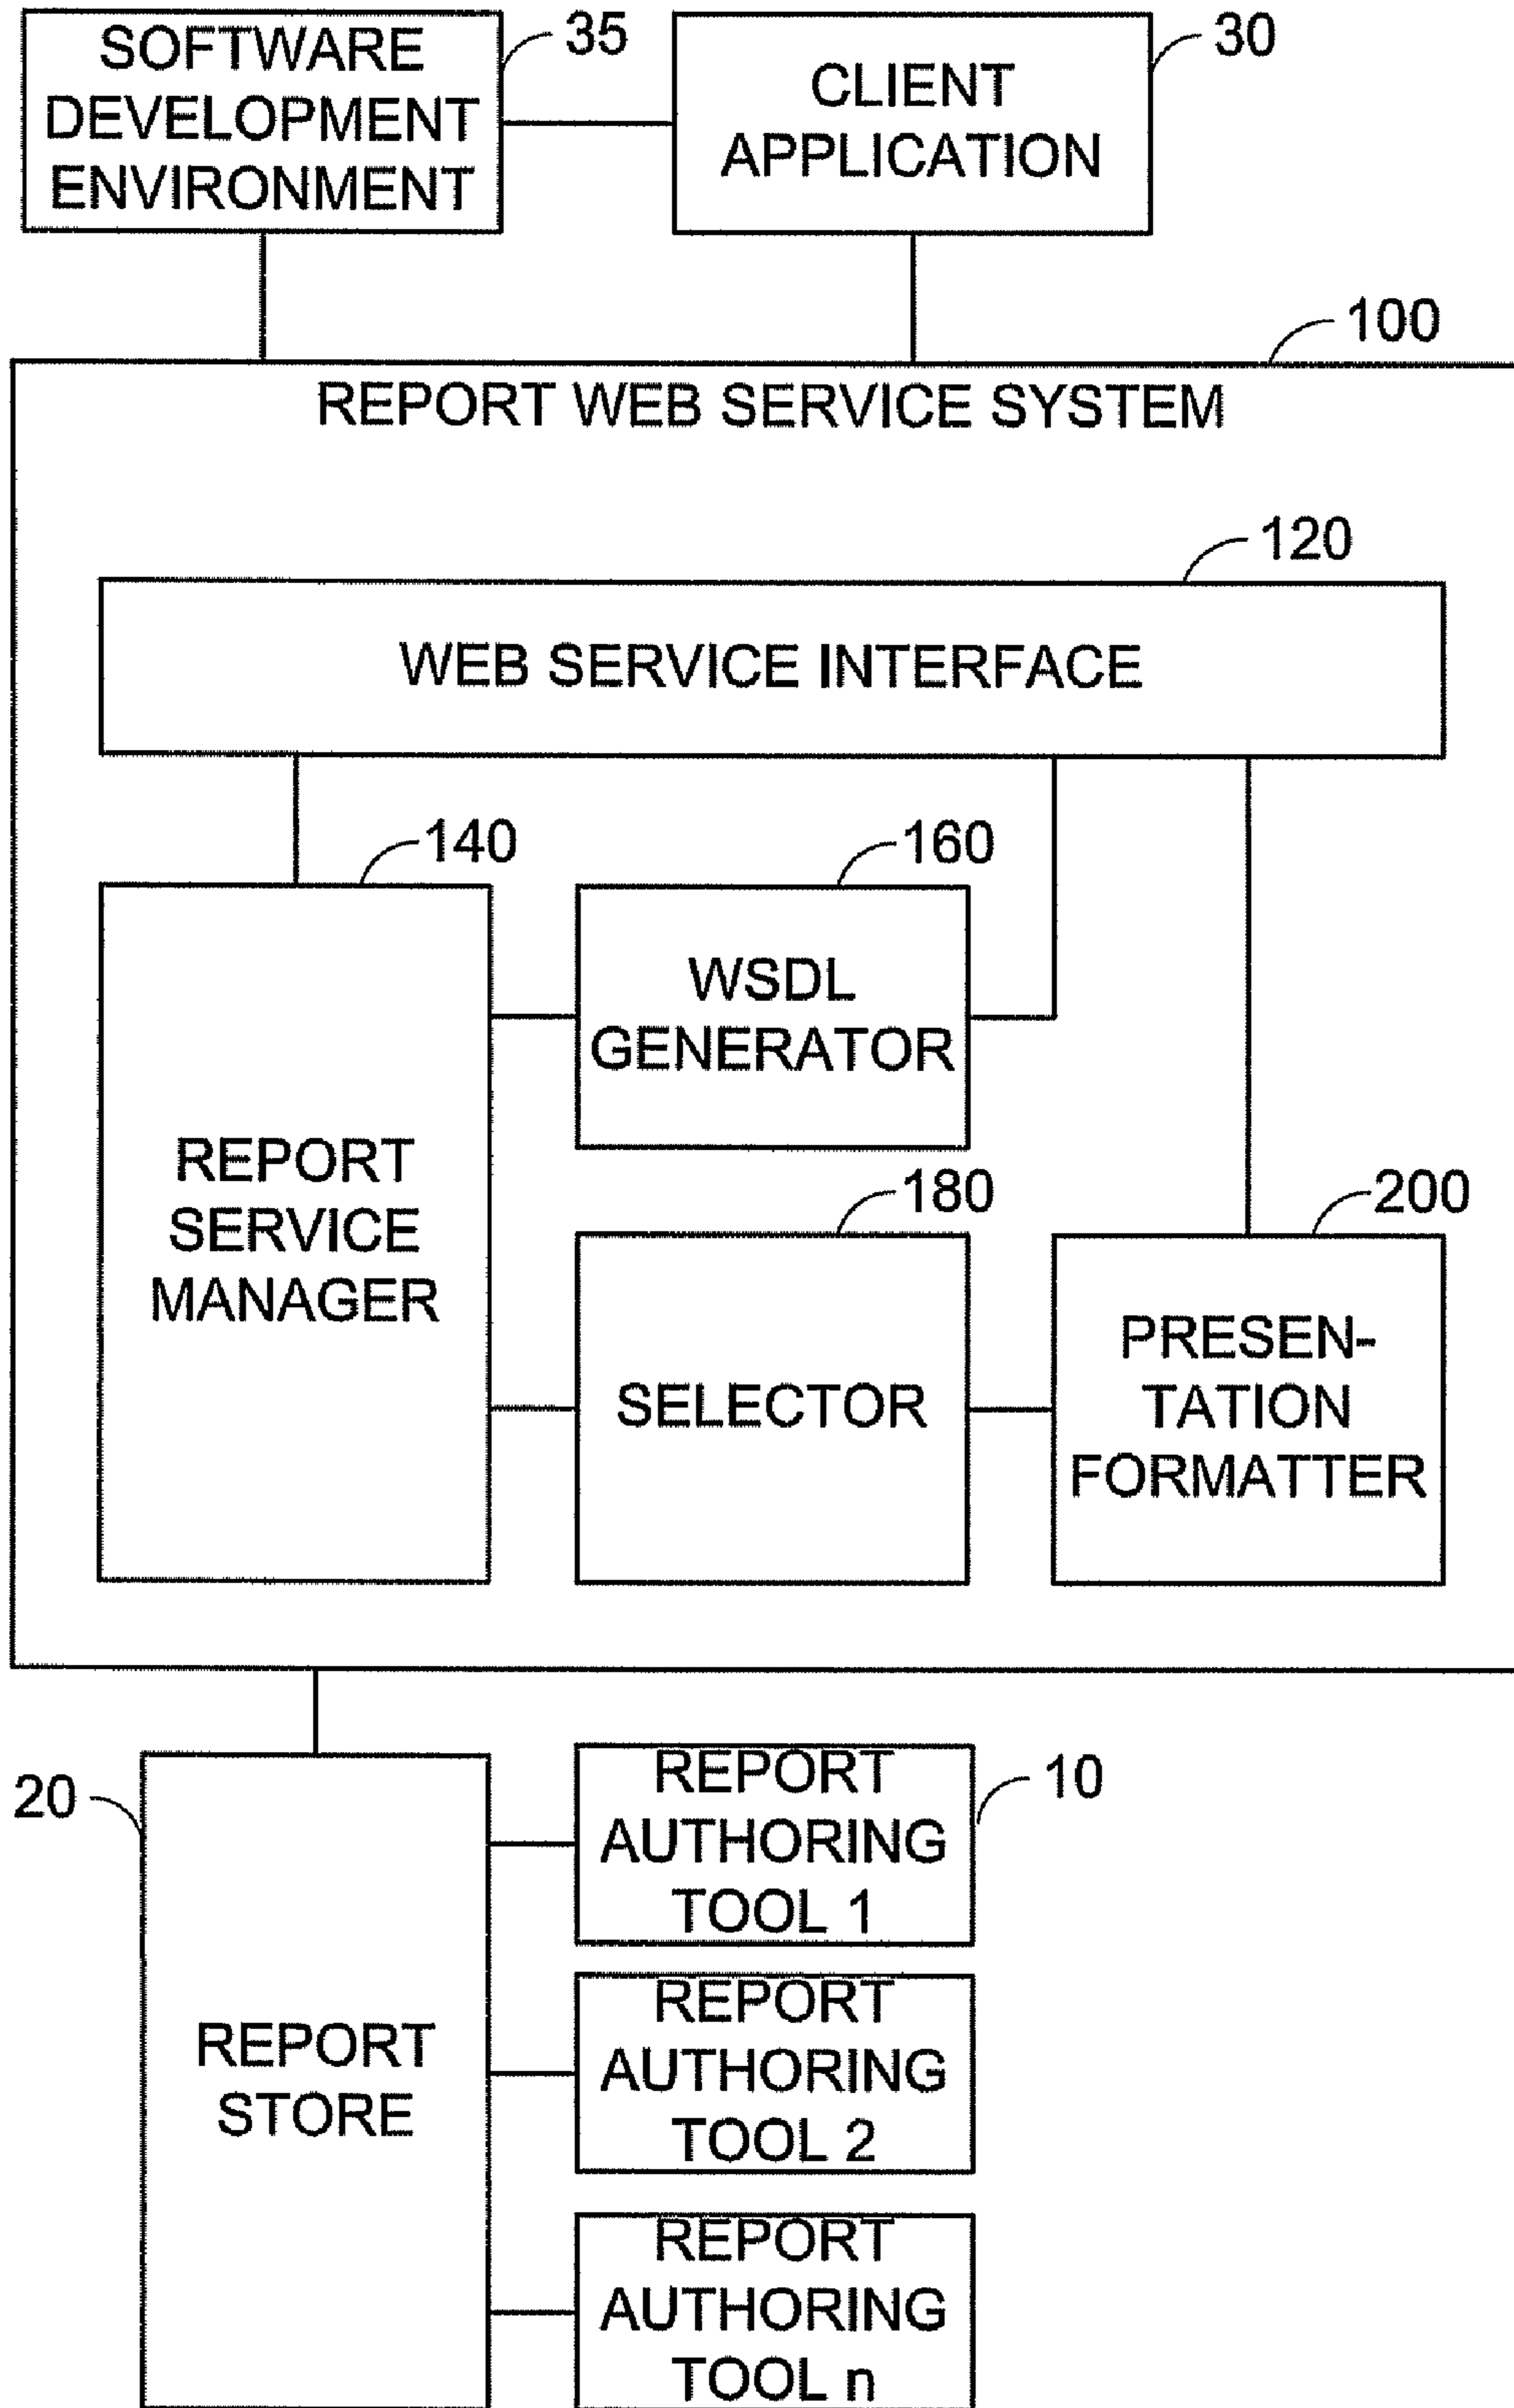 SOFTWARE
DEVELOPMENT
ENVIRONMENT
35
CLIENT
APPLICATION
30
100
REPORT WEB SERVICE SYSTEM
120
WEB SERVICE INTERFACE
140
160
WSDL
GENERATOR
REPORT
SERVICE
MANAGER
180
SELECTOR
200
PRESEN-
TATION
FORMATTER
20
REPORT
STORE
REPORT
AUTHORING
TOOL 1
10
REPORT
AUTHORING
TOOL 2
REPORT
AUTHORING
TOOL n